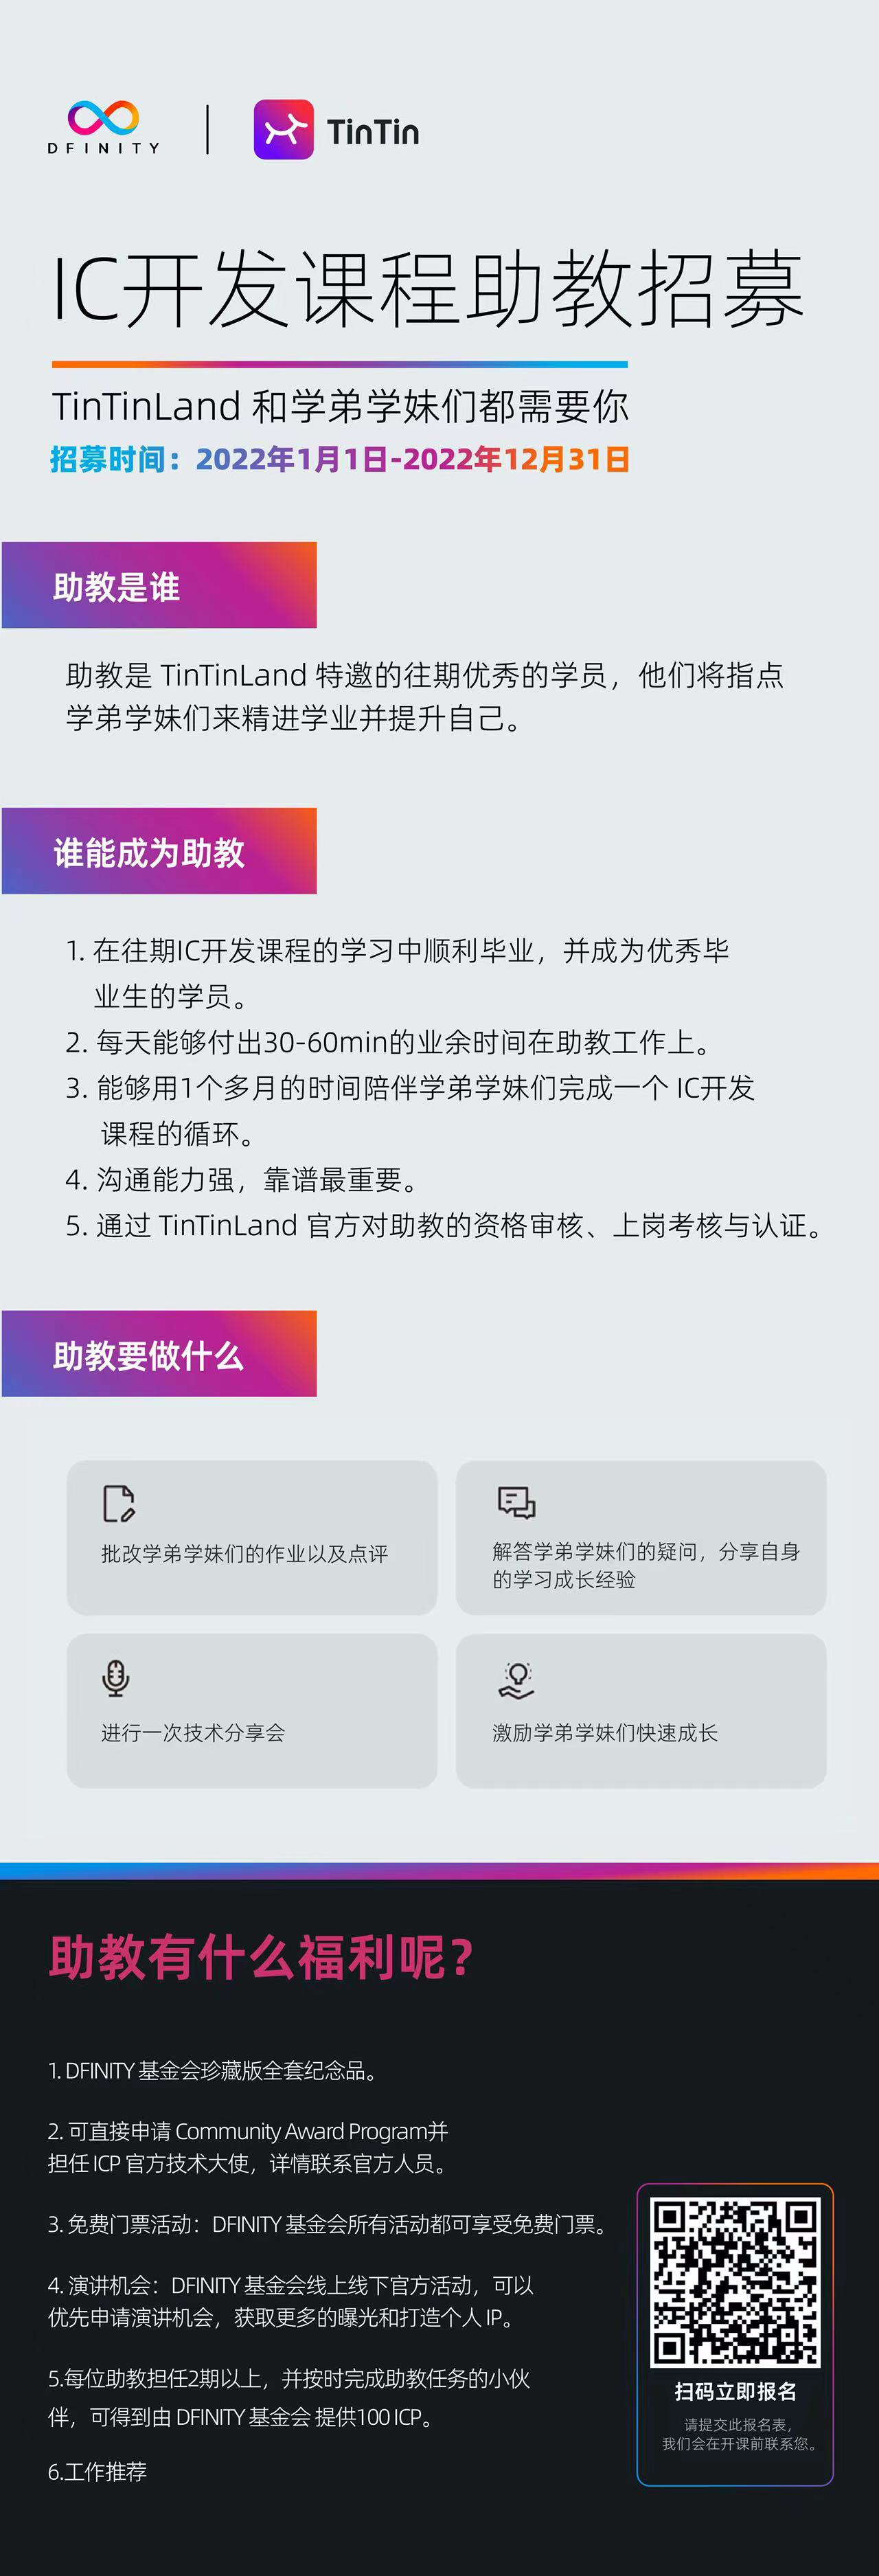 DFINITY
TinTin
IC开发课程助教招募
TinTinLand 和学弟学妹们都需要你
招募时间：2022年1月1日-2022年12月31日
助教是谁
助教是 TinTinLand 特邀的往期优秀的学员，他们将指点
学弟学妹们来精进学业并提升自己。
谁能成为助教
1. 在往期IC开发课程的学习中顺利毕业，并成为优秀毕
业生的学员。
2. 每天能够付出30-60min的业余时间在助教工作上。
3. 能够用1个多月的时间陪伴学弟学妹们完成一个 IC开发
课程的循环。
4. 沟通能力强，靠谱最重要。
5. 通过 TinTinLand 官方对助教的资格审核、上岗考核与认证。
助教要做什么
批改学弟学妹们的作业以及点评
解答学弟学妹们的疑问，分享自身
的学习成长经验
进行一次技术分享会
激励学弟学妹们快速成长
助教有什么福利呢？
1. DFINITY 基金会珍藏版全套纪念品。
2. 可直接申请 Community Award Program并
担任 ICP 官方技术大使，详情联系官方人员。
3. 免费门票活动：DFINITY 基金会所有活动都可享受免费门票。
4. 演讲机会：DFINITY 基金会线上线下官方活动，可以
优先申请演讲机会，获取更多的曝光和打造个人 IP。
5.每位助教担任2期以上，并按时完成助教任务的小伙
伴，可得到由 DFINITY 基金会 提供100 ICP。
6.工作推荐
扫码立即报名
请提交此报名表，
我们会在开课前联系您。